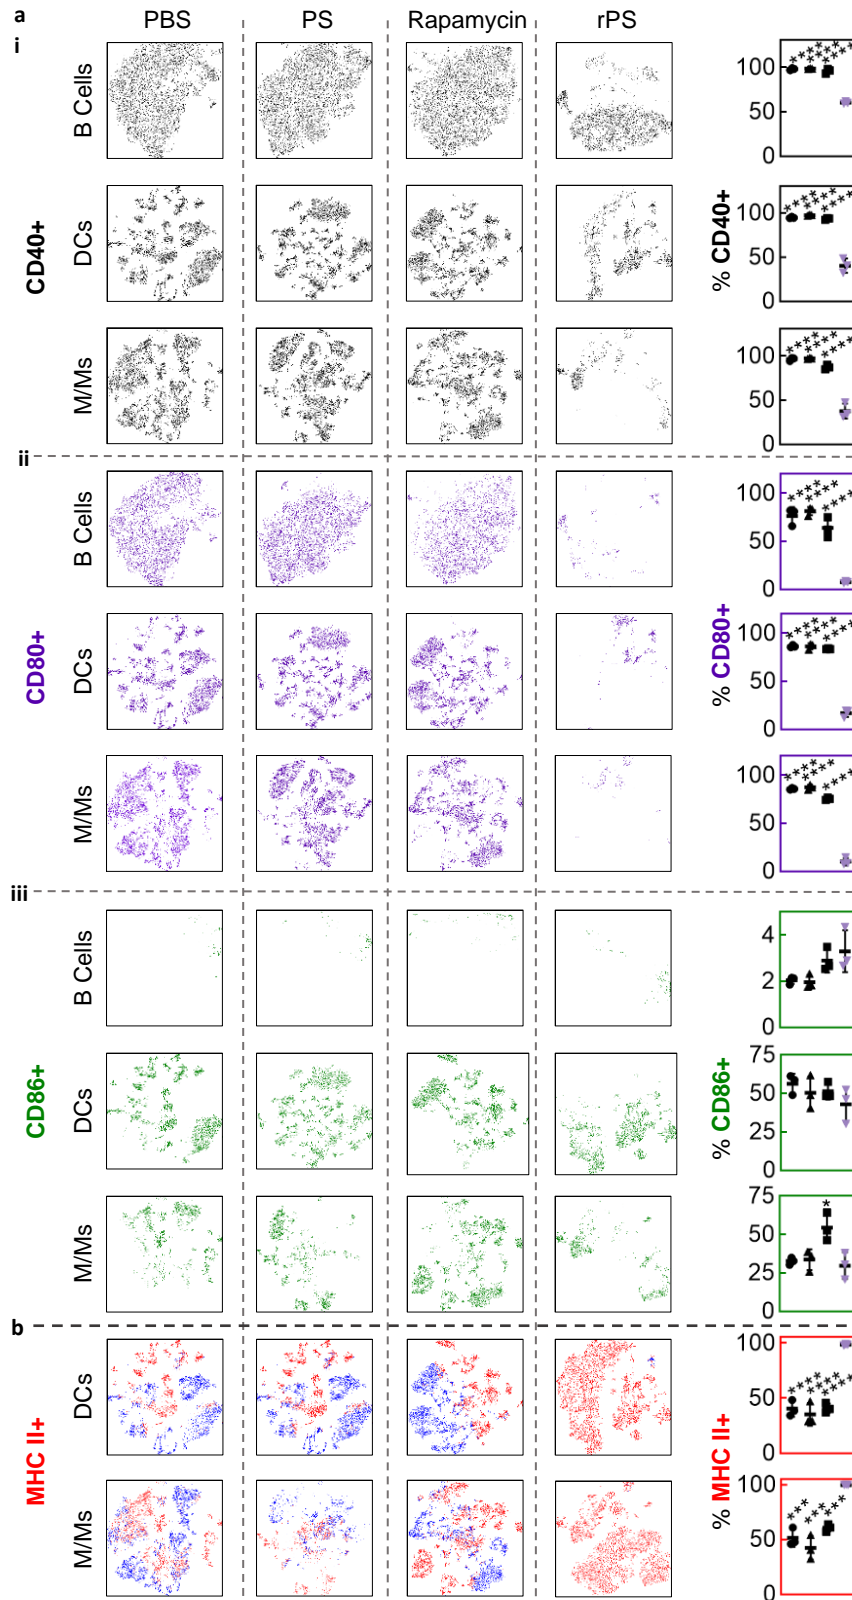 a
PBS PS Rapamycin rPS
i
CD40+
B Cells
DCs
M/Ms
% CD40+
100
50
0
100
50
0
100
50
0
ii
CD80+
B Cells
DCs
M/Ms
% CD80+
100
50
0
100
50
0
100
50
0
iii
CD86+
B Cells
DCs
M/Ms
% CD86+
4
2
0
75
50
25
0
75
50
25
0
*
b
MHC II+
DCs
M/Ms
% MHC II+
100
50
0
100
50
0